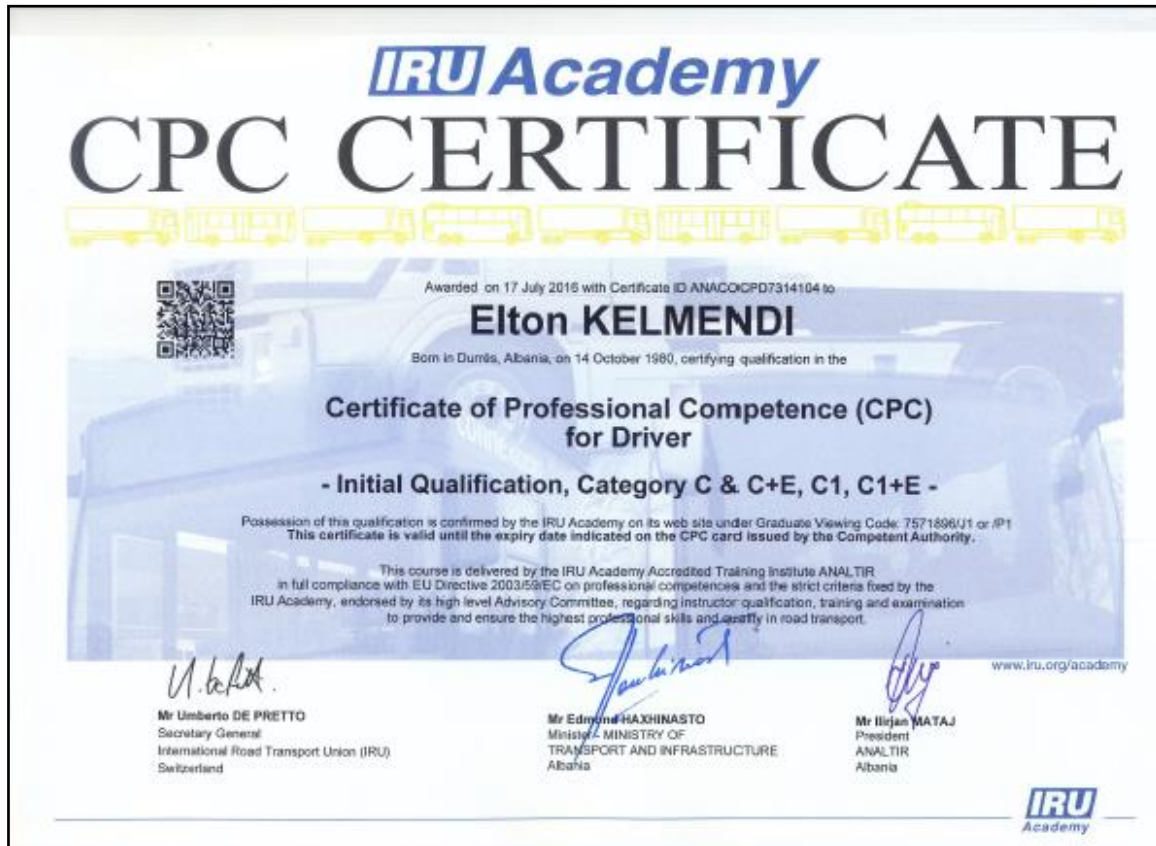 IRU Academy
CPC CERTIFICATE
Awarded on 17 July 2016 with Certificate ID ANACOICPD7314104 to
Elton KELMENDI
Born in Durrës, Albania, on 14 October 1980, certifying qualification in the
Certificate of Professional Competence (CPC)
for Driver
- Initial Qualification, Category C & C+E, C1, C1+E -
Possession of this qualification is confirmed by the IRU Academy on its web site under Graduate Viewing Code: 7571896/J1 or /P1
This certificate is valid until the expiry date indicated on the CPC card issued by the Competent Authority.
This course is delivered by the IRU Academy Accredited Training Institute ANALTIR
in full compliance with EU Directive 2003/59/EC on professional competences and the strict criteria fixed by the
IRU Academy, endorsed by its high level Advisory Committee, regarding instructor qualification, training and examination
to provide and ensure the highest professional skills and quality in road transport.
www.iru.org/academy
Mr Umberto DE PRETTO
Secretary General
International Road Transport Union (IRU)
Switzerland
Mr Edmond HAXHINASTO
Minister - MINISTRY OF
TRANSPORT AND INFRASTRUCTURE
Albania
Mr Ilirjan MATAJ
President
ANALTIR
Albania
IRU
Academy